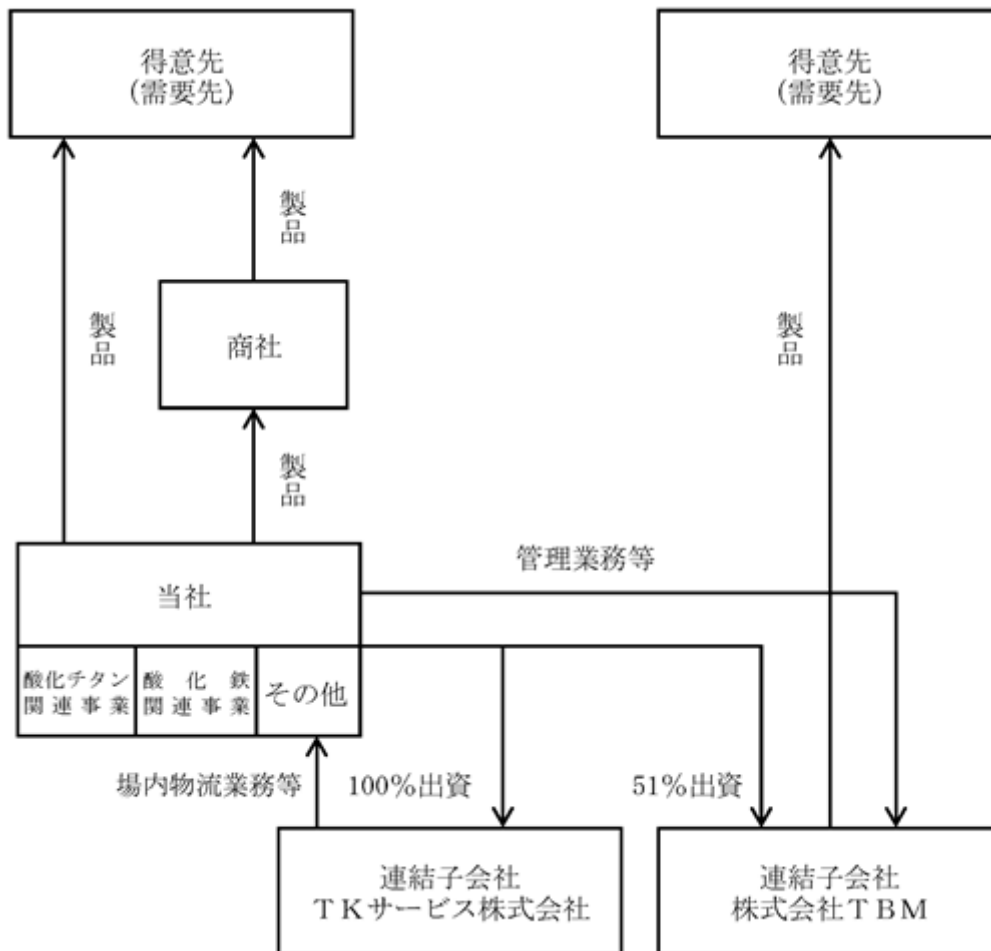 得意先
(需要先)
得意先
(需要先)
製品
製品
製品
商社
製品
管理業務等
当社
酸化チタン
関連事業
酸化鉄
関連事業
その他
場内物流業務等
100％出資
51％出資
連結子会社
ＴＫサービス株式会社
連結子会社
株式会社ＴＢＭ